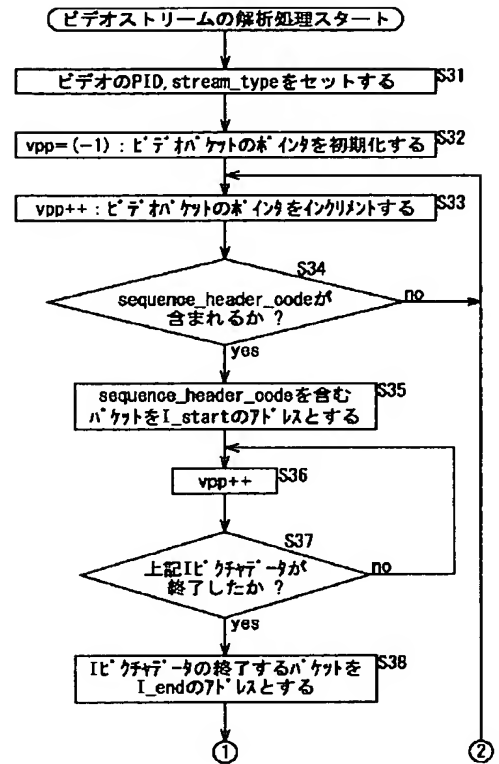 ビデオストリームの解析処理スタート
ビデオのPID,stream_typeをセットする
S31
vpp=(-1) : ﾋﾞﾃﾞｵﾊﾟｹｯﾄのﾎﾟｲﾝﾀを初期化する
S32
vpp++ : ﾋﾞﾃﾞｵﾊﾟｹｯﾄのﾎﾟｲﾝﾀをｲﾝｸﾘﾒﾝﾄする
S33
S34
sequence_header_codeが
含まれるか ?
no
yes
sequence_header_codeを含む
ﾊﾟｹｯﾄをI_startのｱﾄﾞﾚｽとする
S35
vpp++
S36
S37
上記Iﾋﾟｸﾁｬﾃﾞｰﾀが
終了したか ?
no
yes
Iﾋﾟｸﾁｬﾃﾞｰﾀの終了するﾊﾟｹｯﾄを
I_endのｱﾄﾞﾚｽとする
S38
①
②